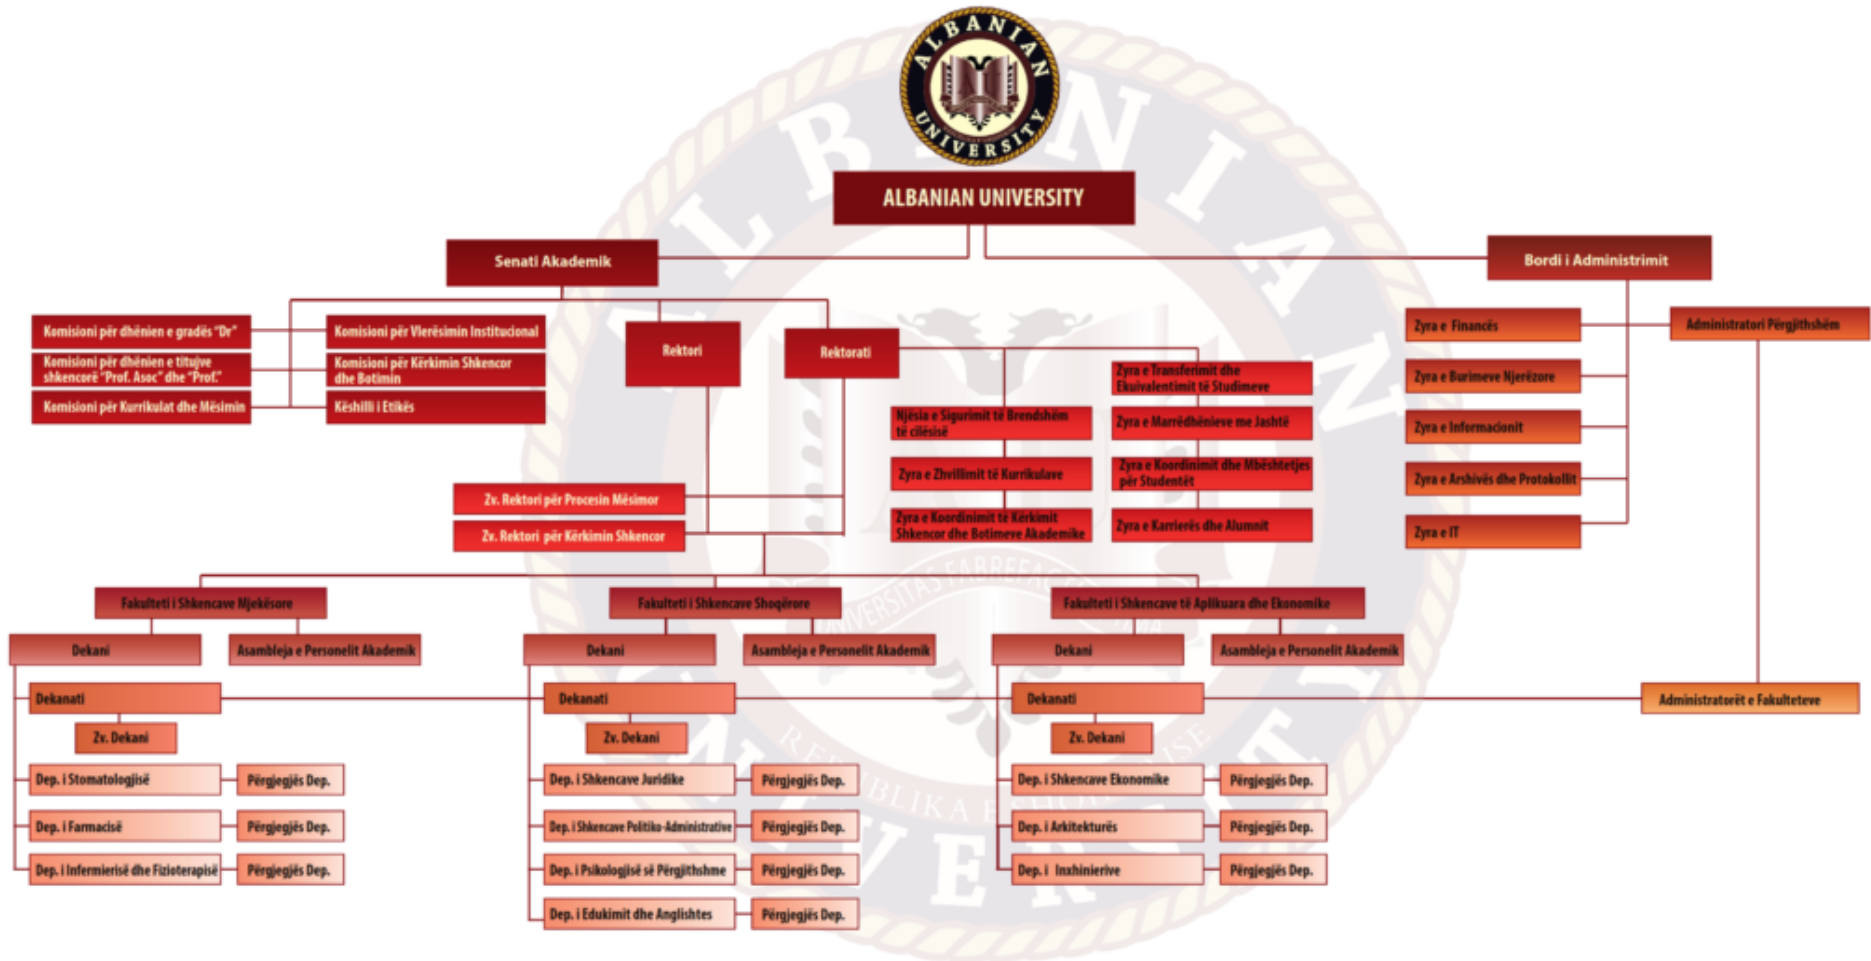 ALBANIAN
UNIVERSITY
ALBANIAN UNIVERSITY
Senati Akademik
Bordi i Administrimit
Komisioni për dhënien e gradës “Dr”
Komisioni për dhënien e titujve
shkencorë “Prof. Asoc” dhe “Prof.”
Komisioni për Kurrikulat dhe Mësimin
Komisioni për Vlerësimin Institucional
Komisioni për Kërkimin Shkencor
dhe Botimin
Këshilli i Etikës
Rektori
Rektorati
Zyra e Transferimit dhe
Ekuivalentimit të Studimeve
Njësia e Sigurimit të Brendshëm
të cilësisë
Zyra e Marrëdhënieve me Jashtë
Zyra e Zhvillimit të Kurrikulave
Zyra e Koordinimit dhe Mbështetjes
për Studentët
Zyra e Koordinimit të Kërkimit
Shkencor dhe Botimeve Akademike
Zyra e Karrierës dhe Alumnit
Zyra e Financës
Administratori Përgjithshëm
Zyra e Burimeve Njerëzore
Zyra e Informacionit
Zyra e Arshivës dhe Protokollit
Zyra e IT
Zv. Rektori për Procesin Mësimor
Zv. Rektori për Kërkimin Shkencor
Fakulteti i Shkencave Mjekësore
Fakulteti i Shkencave Shoqërore
Fakulteti i Shkencave të Aplikuara dhe Ekonomike
Dekani
Asambleja e Personelit Akademik
Dekani
Asambleja e Personelit Akademik
Dekani
Asambleja e Personelit Akademik
Dekanati
Dekanati
Dekanati
Administratorët e Fakulteteve
Zv. Dekani
Zv. Dekani
Zv. Dekani
Dep. i Stomatologjisë
Përgjegjës Dep.
Dep. i Shkencave Juridike
Përgjegjës Dep.
Dep. i Shkencave Ekonomike
Përgjegjës Dep.
Dep. i Farmacisë
Përgjegjës Dep.
Dep. i Shkencave Politiko-Administrative
Përgjegjës Dep.
Dep. i Arkitekturës
Përgjegjës Dep.
Dep. i Infermierisë dhe Fizioterapisë
Përgjegjës Dep.
Dep. i Psikologjisë së Përgjithshme
Përgjegjës Dep.
Dep. i Inxhinierive
Përgjegjës Dep.
Dep. i Edukimit dhe Anglishtes
Përgjegjës Dep.
ALBANIAN
UNIVERSITY